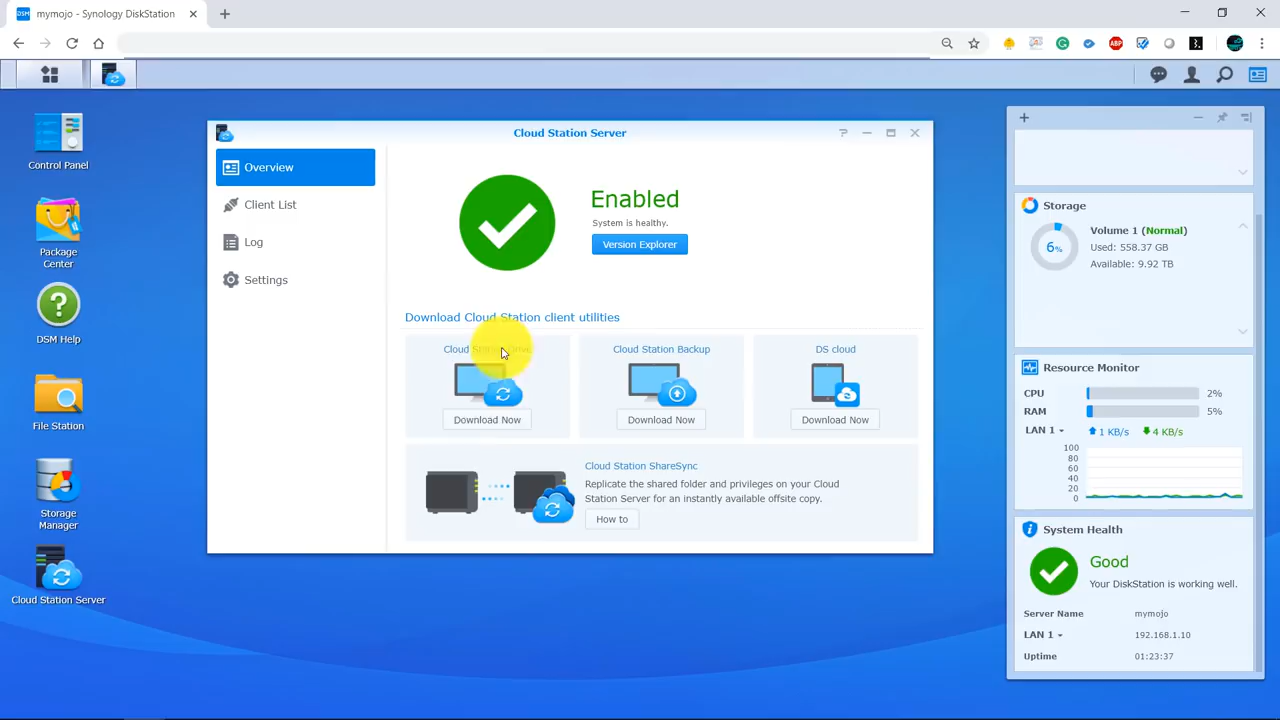 mymojo - Synology DiskStation
Cloud Station Server
Control Panel
Package
Center
DSM Help
File Station
Storage
Manager
Cloud Station Server
Overview
Client List
Log
Settings
Enabled
System is healthy.
Version Explorer
Download Cloud Station client utilities
Cloud Station Drive
Download Now
Cloud Station Backup
Download Now
DS cloud
Download Now
Cloud Station ShareSync
Replicate the shared folder and privileges on your Cloud
Station Server for an instantly available offsite copy.
How to
Storage
6%
Volume 1 (Normal)
Used: 558.37 GB
Available: 9.92 TB
Resource Monitor
CPU 2%
RAM 5%
LAN 1 1 KB/s 4 KB/s
100
80
60
40
20
0
System Health
Good
Your DiskStation is working well.
Server Name mymojo
LAN 1 192.168.1.10
Uptime 01:23:37
DSM
ABP